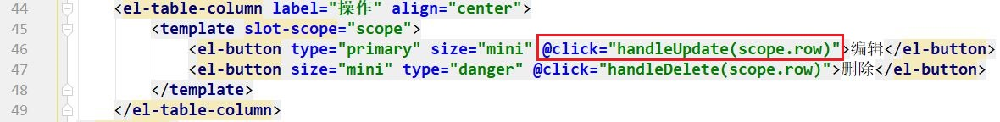 44 <el-table-column label="操作" align="center">
45 <template slot-scope="scope">
46 <el-button type="primary" size="mini" @click="handleUpdate(scope.row)">编辑</el-button>
47 <el-button size="mini" type="danger" @click="handleDelete(scope.row)">删除</el-button>
48 </template>
49 </el-table-column>